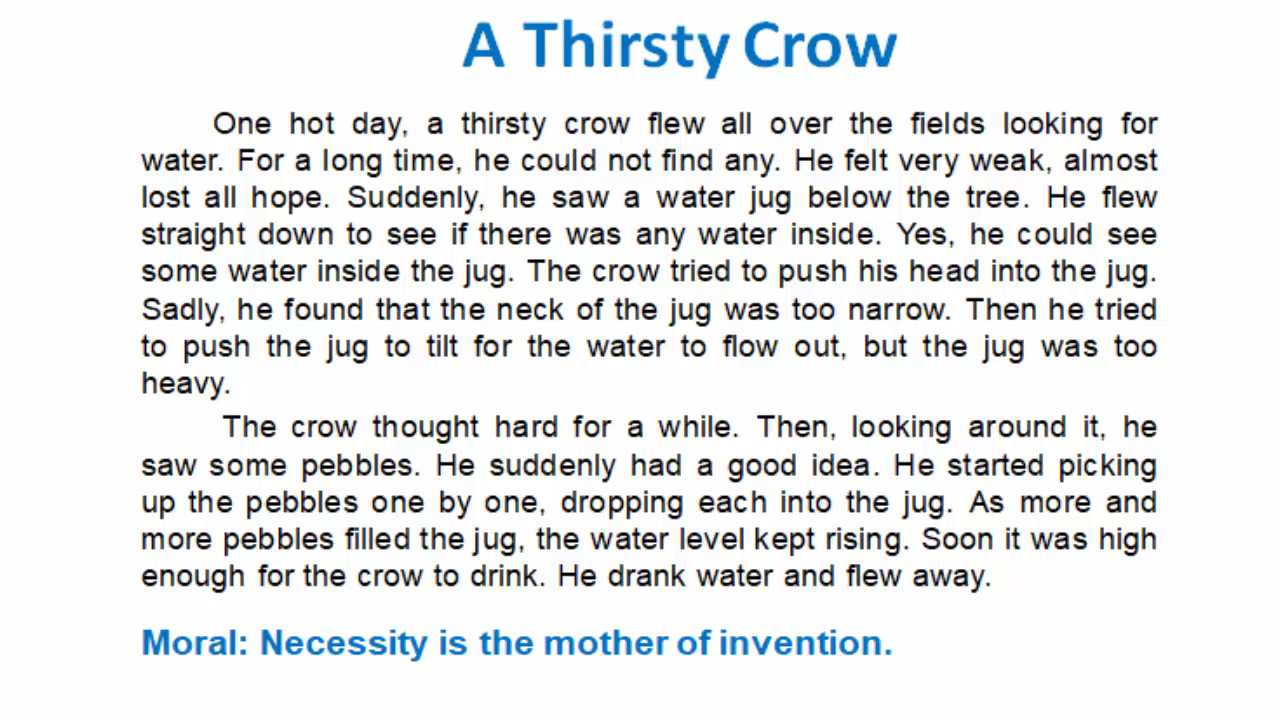 A Thirsty Crow
One hot day, a thirsty crow flew all over the fields looking for
water. For a long time, he could not find any. He felt very weak, almost
lost all hope. Suddenly, he saw a water jug below the tree. He flew
straight down to see if there was any water inside. Yes, he could see
some water inside the jug. The crow tried to push his head into the jug.
Sadly, he found that the neck of the jug was too narrow. Then he tried
to push the jug to tilt for the water to flow out, but the jug was too
heavy.
The crow thought hard for a while. Then, looking around it, he
saw some pebbles. He suddenly had a good idea. He started picking
up the pebbles one by one, dropping each into the jug. As more and
more pebbles filled the jug, the water level kept rising. Soon it was high
enough for the crow to drink. He drank water and flew away.
Moral: Necessity is the mother of invention.